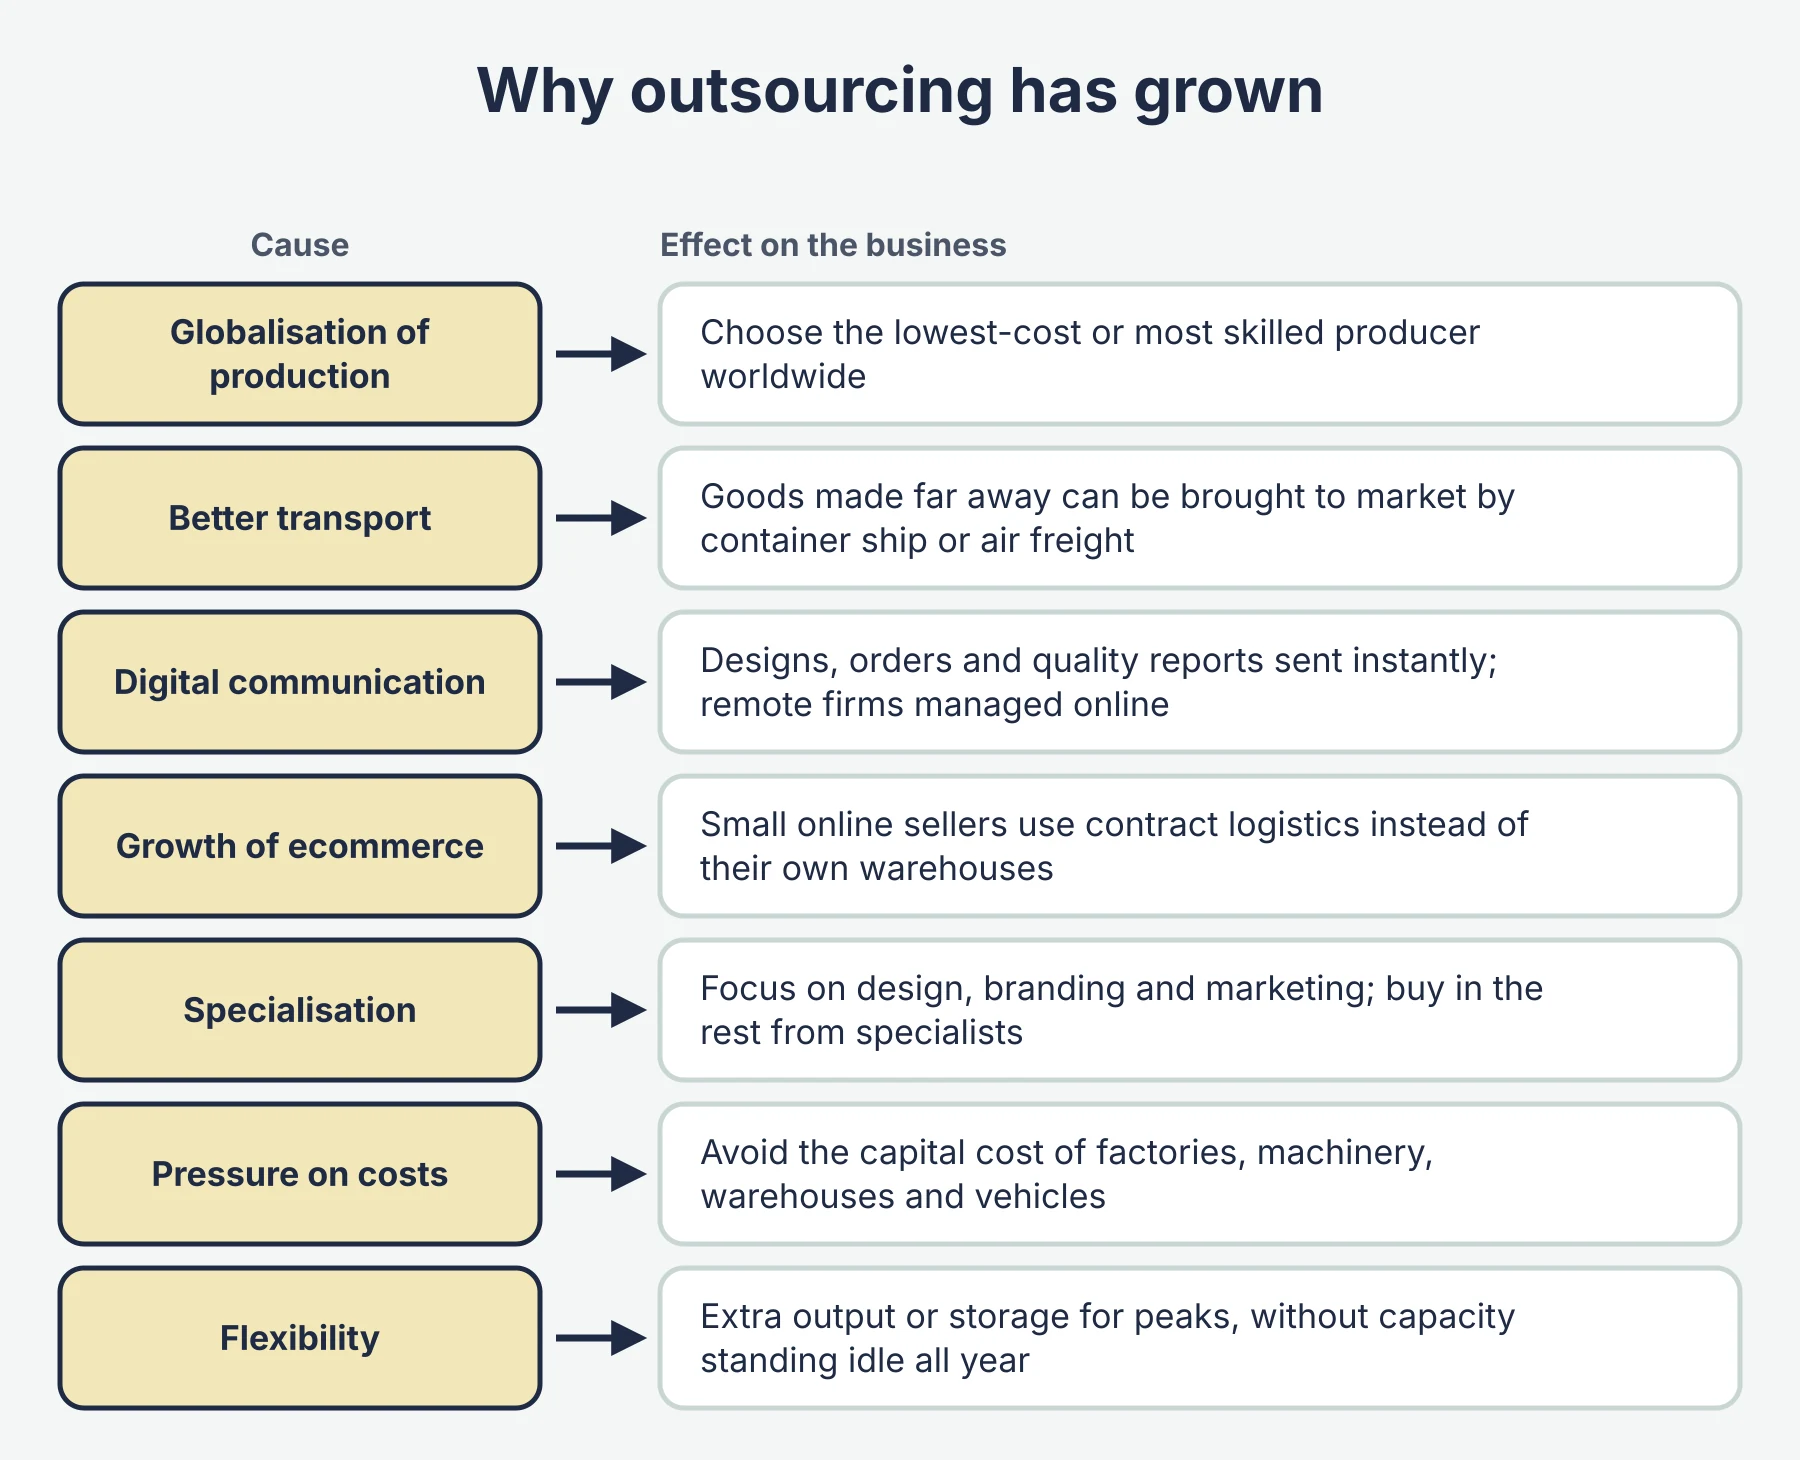 Why outsourcing has grown
Cause
Effect on the business
Globalisation of
production
Choose the lowest-cost or most skilled producer
worldwide
Better transport
Goods made far away can be brought to market by
container ship or air freight
Digital communication
Designs, orders and quality reports sent instantly;
remote firms managed online
Growth of ecommerce
Small online sellers use contract logistics instead of
their own warehouses
Specialisation
Focus on design, branding and marketing; buy in the
rest from specialists
Pressure on costs
Avoid the capital cost of factories, machinery,
warehouses and vehicles
Flexibility
Extra output or storage for peaks, without capacity
standing idle all year